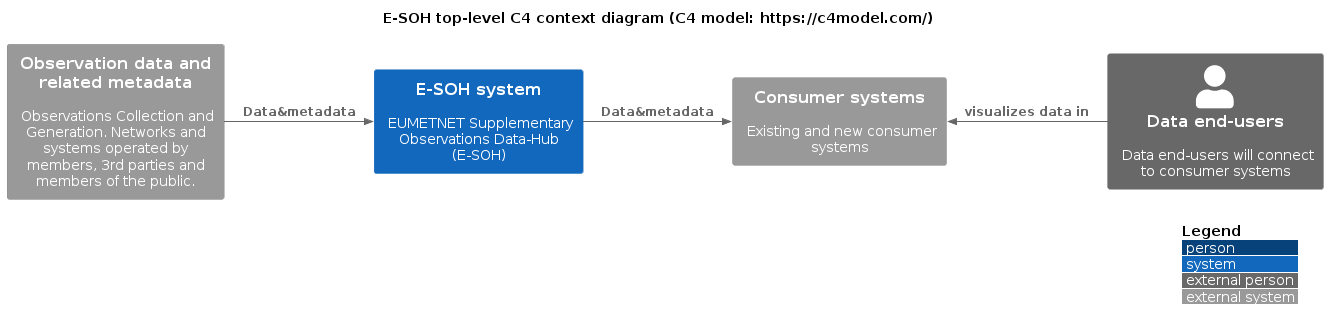 E-SOH top-level C4 context diagram (C4 model: https://c4model.com/)
Observation data and
related metadata
Observations Collection and
Generation. Networks and
systems operated by
members, 3rd parties and
members of the public.
Data&metadata
E-SOH system
EUMETNET Supplementary
Observations Data-Hub
(E-SOH)
Data&metadata
Consumer systems
Existing and new consumer
systems
visualizes data in
Data end-users
Data end-users will connect
to consumer systems
Legend
person
system
external person
external system